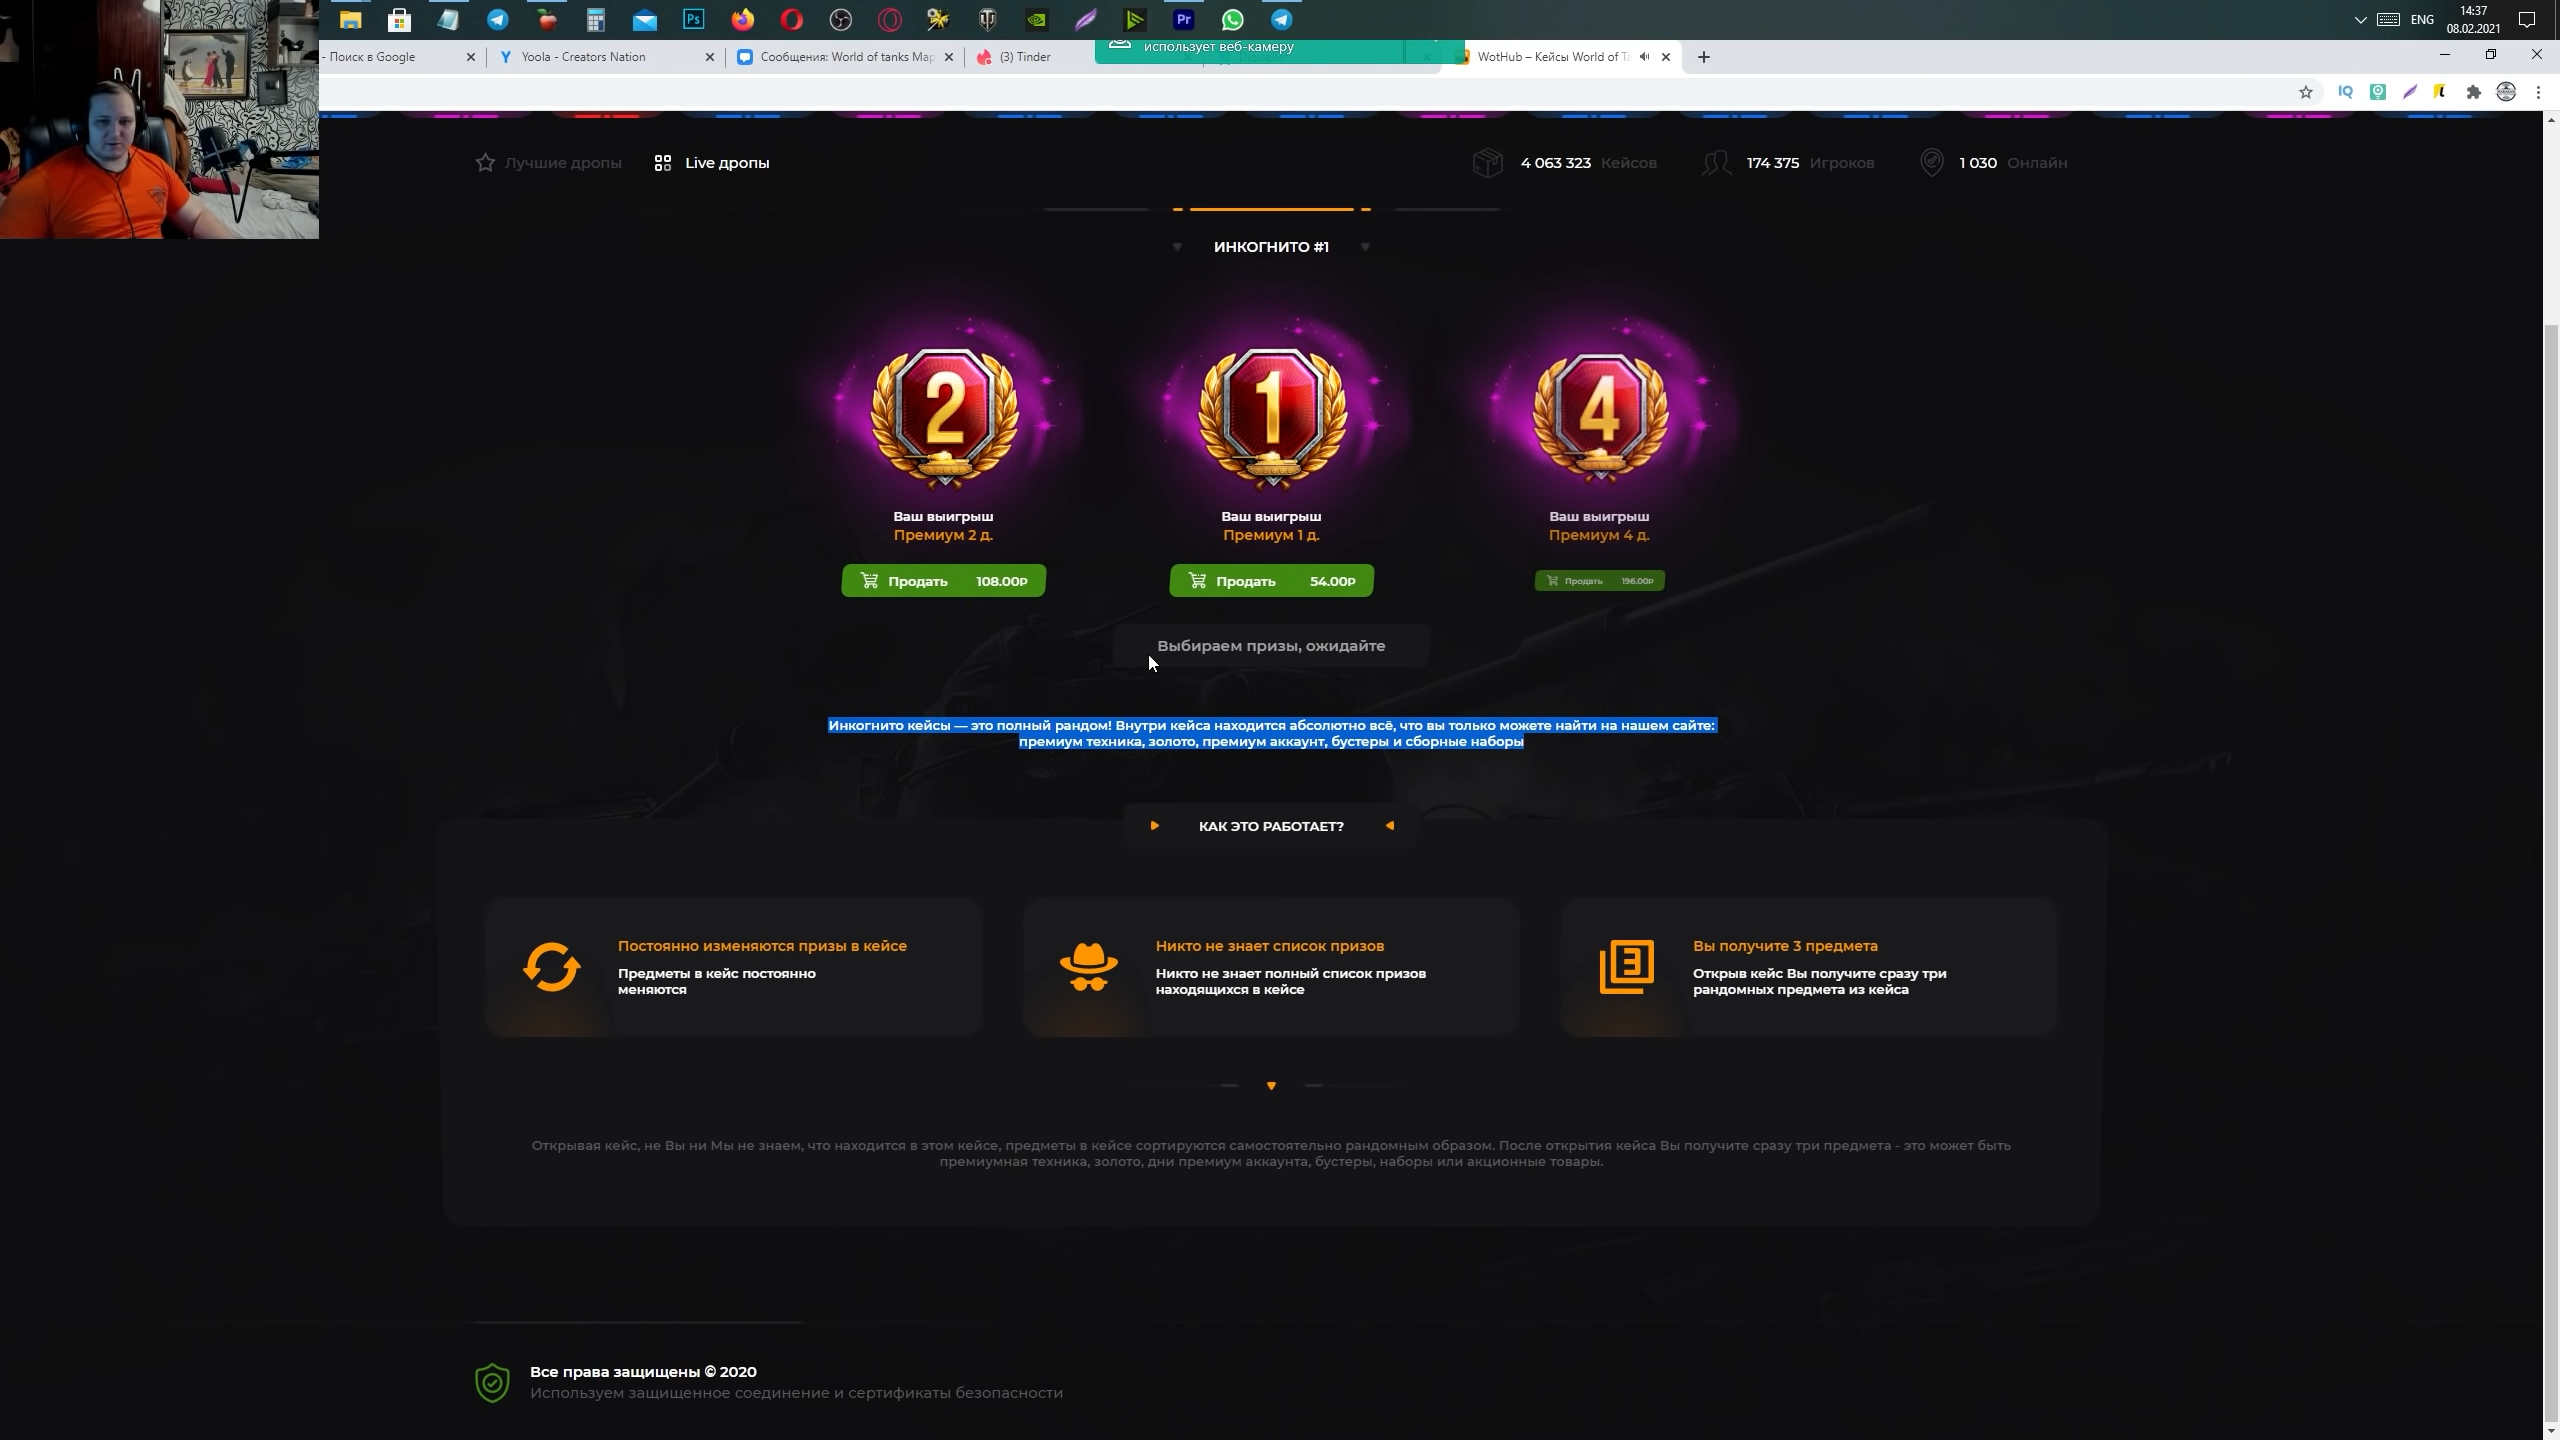 Ps
Pr
ENG
14:37
08.02.2021
- Поиск в Google
Yoola - Creators Nation
Сообщения: World of tanks Мар
(3) Tinder
использует веб-камеру
WotHub – Кейсы World of Ta
IQ
Лучшие дропы
Live дропы
4 063 323 Кейсов
174 375 Игроков
1 030 Онлайн
ИНКОГНИТО #1
2
1
4
Ваш выигрыш
Премиум 2 д.
Продать 108.00Р
Ваш выигрыш
Премиум 1 д.
Продать 54.00Р
Ваш выигрыш
Премиум 4 д.
Продать 196.00Р
Выбираем призы, ожидайте
Инкогнито кейсы — это полный рандом! Внутри кейса находится абсолютно всё, что вы только можете найти на нашем сайте:
премиум техника, золото, премиум аккаунт, бустеры и сборные наборы
КАК ЭТО РАБОТАЕТ?
Постоянно изменяются призы в кейсе
Предметы в кейс постоянно
меняются
Никто не знает список призов
Никто не знает полный список призов
находящихся в кейсе
3
Вы получите 3 предмета
Открыв кейс Вы получите сразу три
рандомных предмета из кейса
Открывая кейс, не Вы ни Мы не знаем, что находится в этом кейсе, предметы в кейсе сортируются самостоятельно рандомным образом. После открытия кейса Вы получите сразу три предмета - это может быть
премиумная техника, золото, дни премиум аккаунта, бустеры, наборы или акционные товары.
Все права защищены © 2020
Используем защищенное соединение и сертификаты безопасности